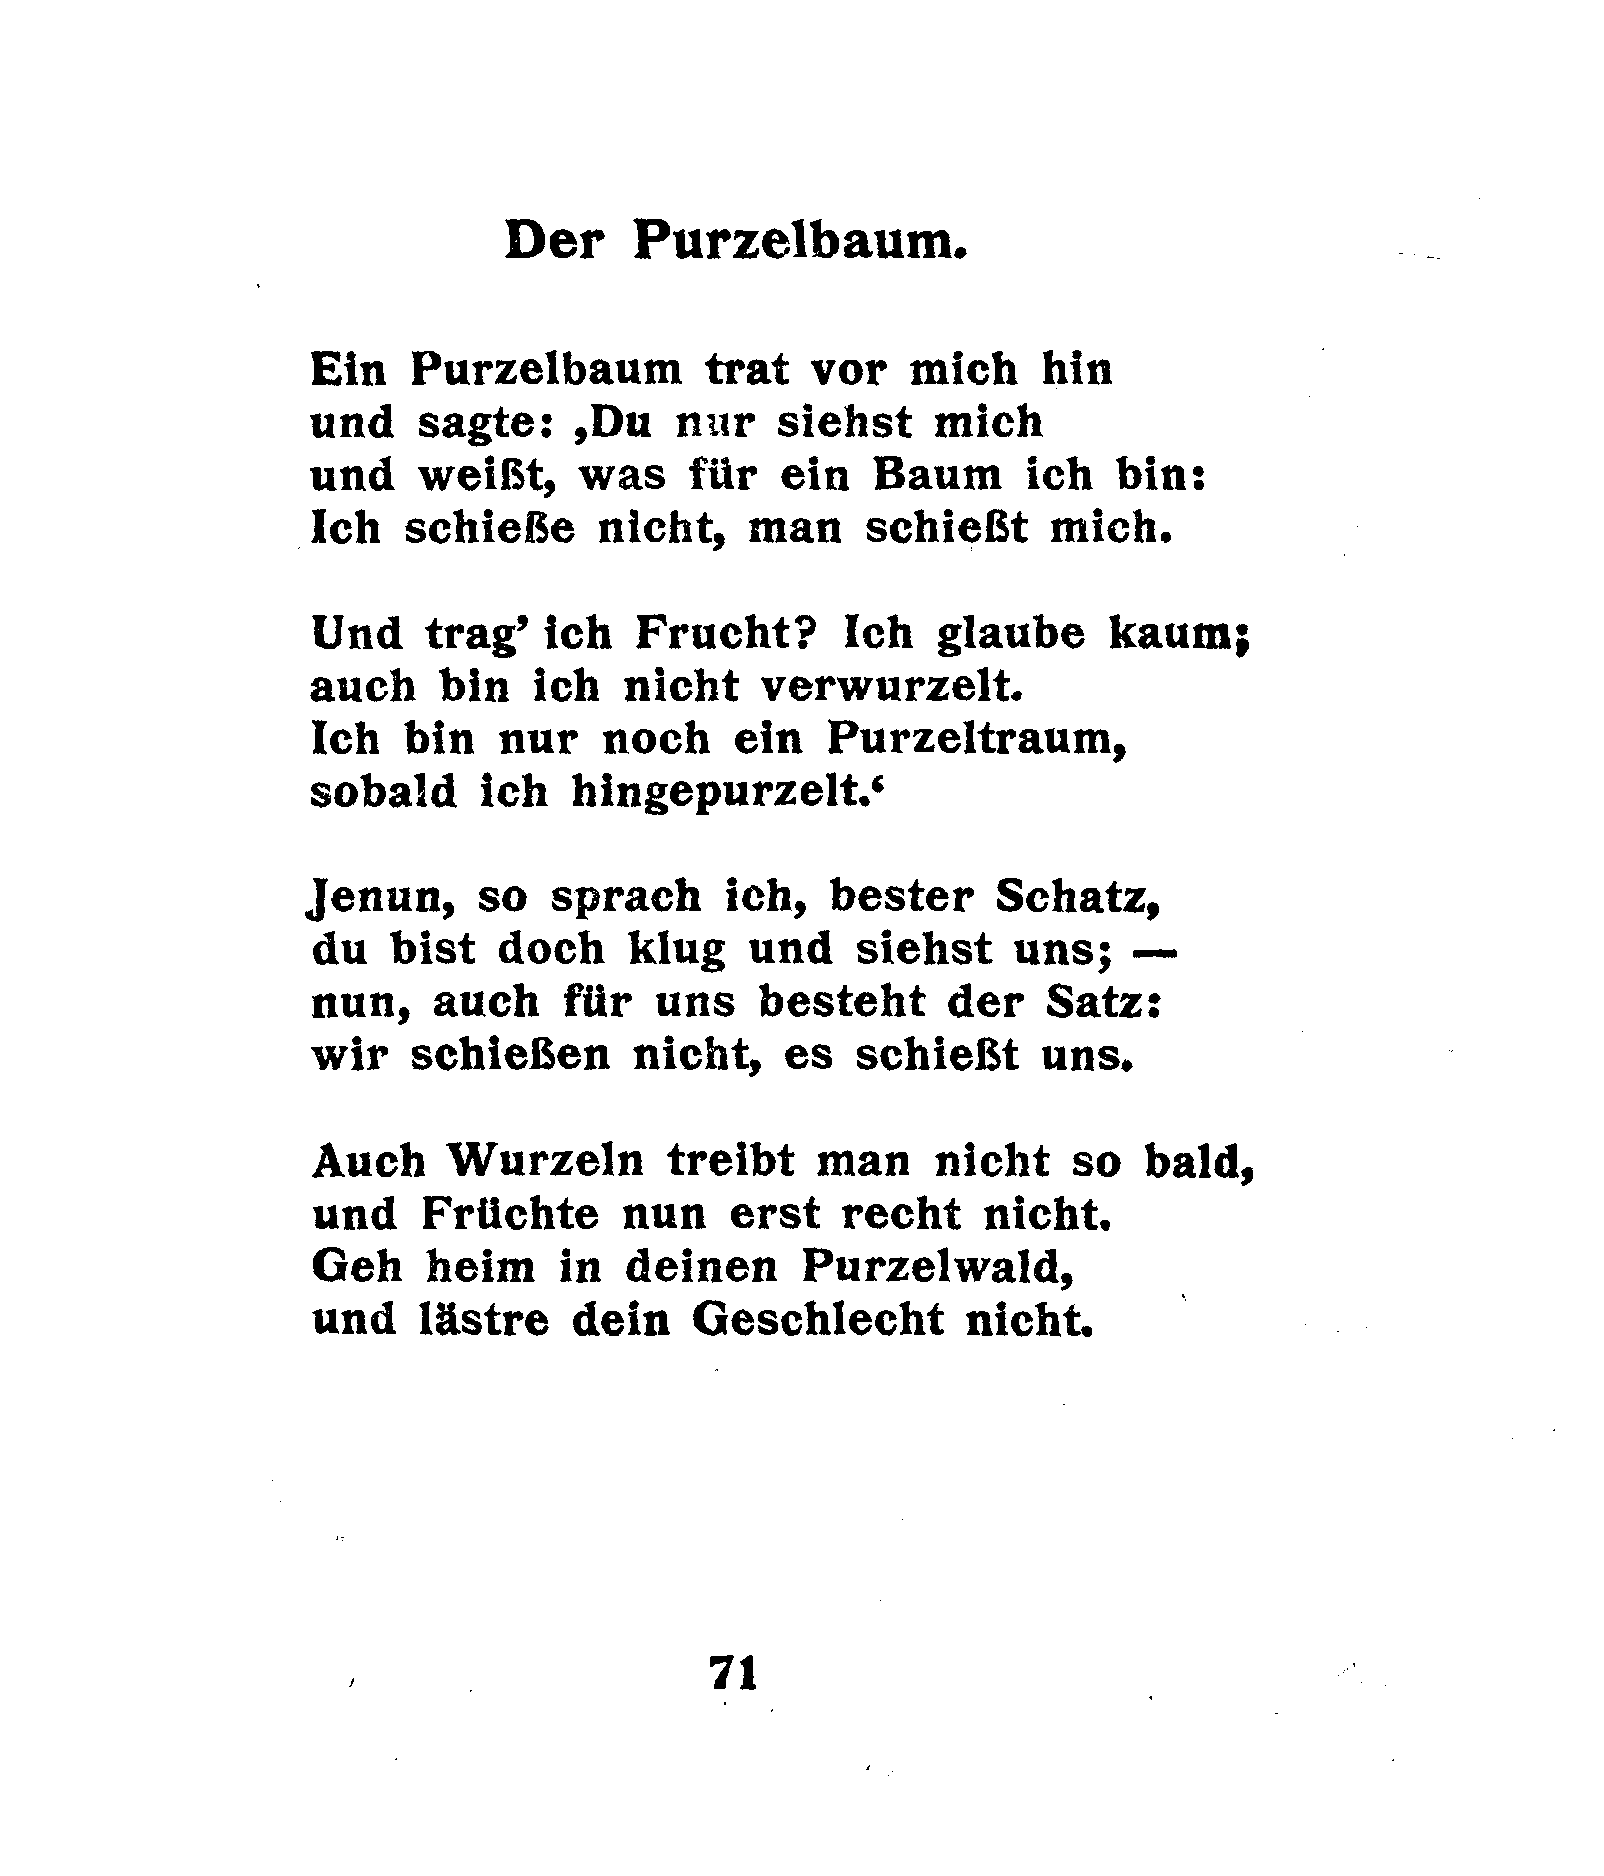 Der Purzelbaum.
Ein Purzelbaum trat vor mich hin
und sagte: ‚Du nur siehst mich
und weißt, was für ein Baum ich bin:
Ich schieße nicht, man schießt mich.
Und trag’ ich Frucht? Ich glaube kaum;
auch bin ich nicht verwurzelt.
Ich bin nur noch ein Purzeltraum,
sobald ich hingepurzelt.‘
Jenun, so sprach ich, bester Schatz,
du bist doch klug und siehst uns; —
nun, auch für uns besteht der Satz:
wir schießen nicht, es schießt uns.
Auch Wurzeln treibt man nicht so bald,
und Früchte nun erst recht nicht.
Geh heim in deinen Purzelwald,
und lästre dein Geschlecht nicht.
71